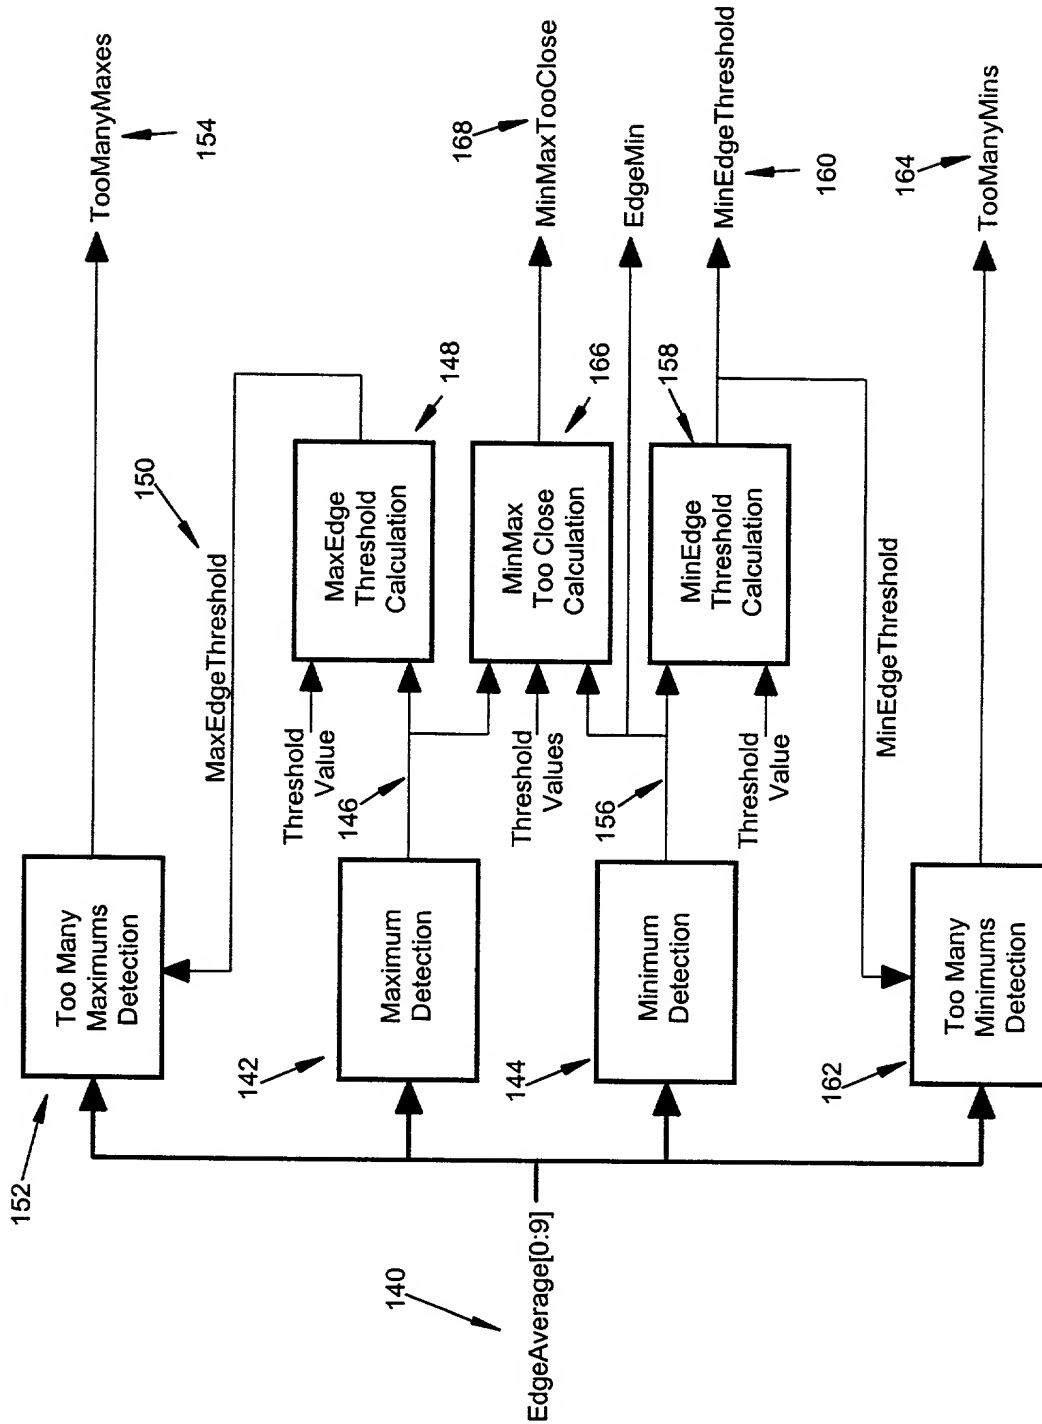 EdgeAverage[0:9]
140
152
Too Many
Maximums
Detection
142
Maximum
Detection
144
Minimum
Detection
162
Too Many
Minimums
Detection
MaxEdgeThreshold
150
Threshold
Value
146
Threshold
Values
156
Threshold
Value
MinEdgeThreshold
MaxEdge
Threshold
Calculation
148
MinMax
Too Close
Calculation
166
MinEdge
Threshold
Calculation
158
TooManyMaxes
154
MinMaxTooClose
168
EdgeMin
MinEdgeThreshold
160
TooManyMins
164